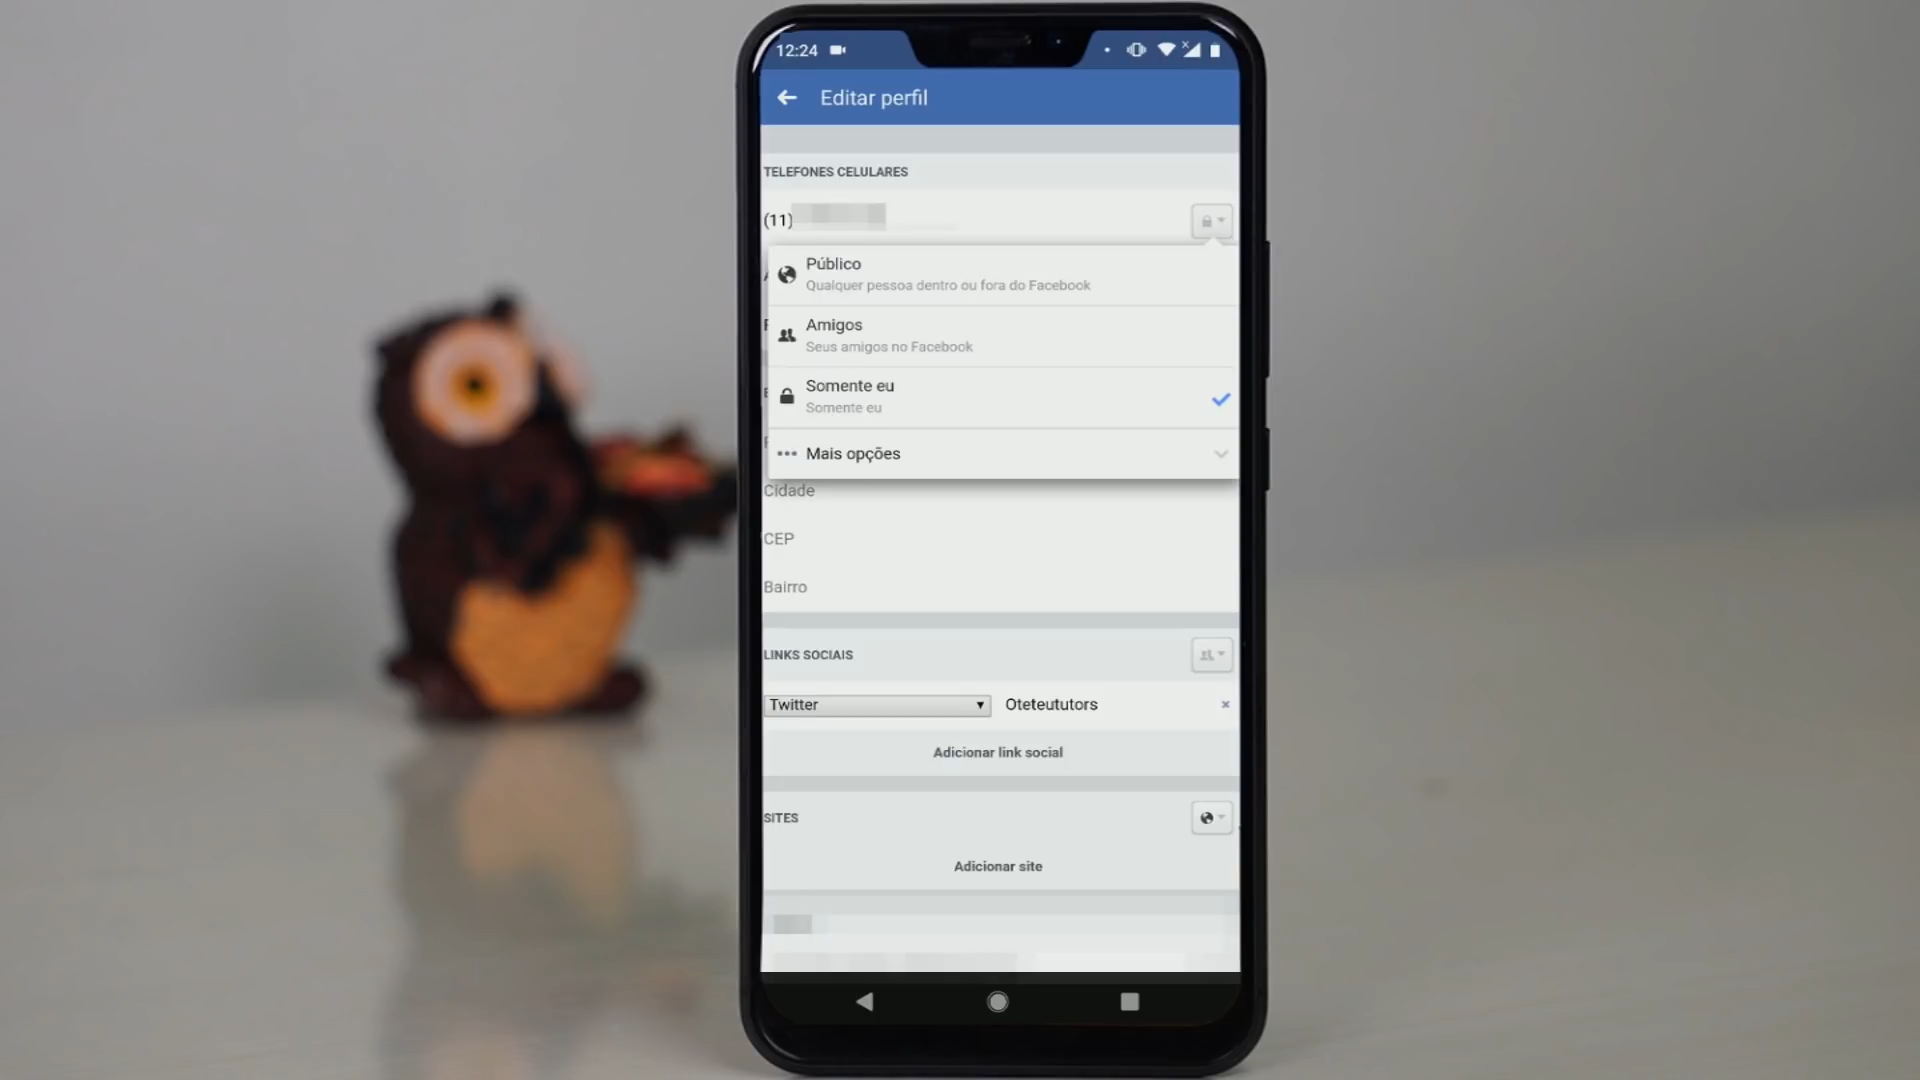 12:24
Editar perfil
TELEFONES CELULARES
(11)
Público
Qualquer pessoa dentro ou fora do Facebook
Amigos
Seus amigos no Facebook
Somente eu
Somente eu
Mais opções
Cidade
CEP
Bairro
LINKS SOCIAIS
Twitter Oteteututors
Adicionar link social
SITES
Adicionar site